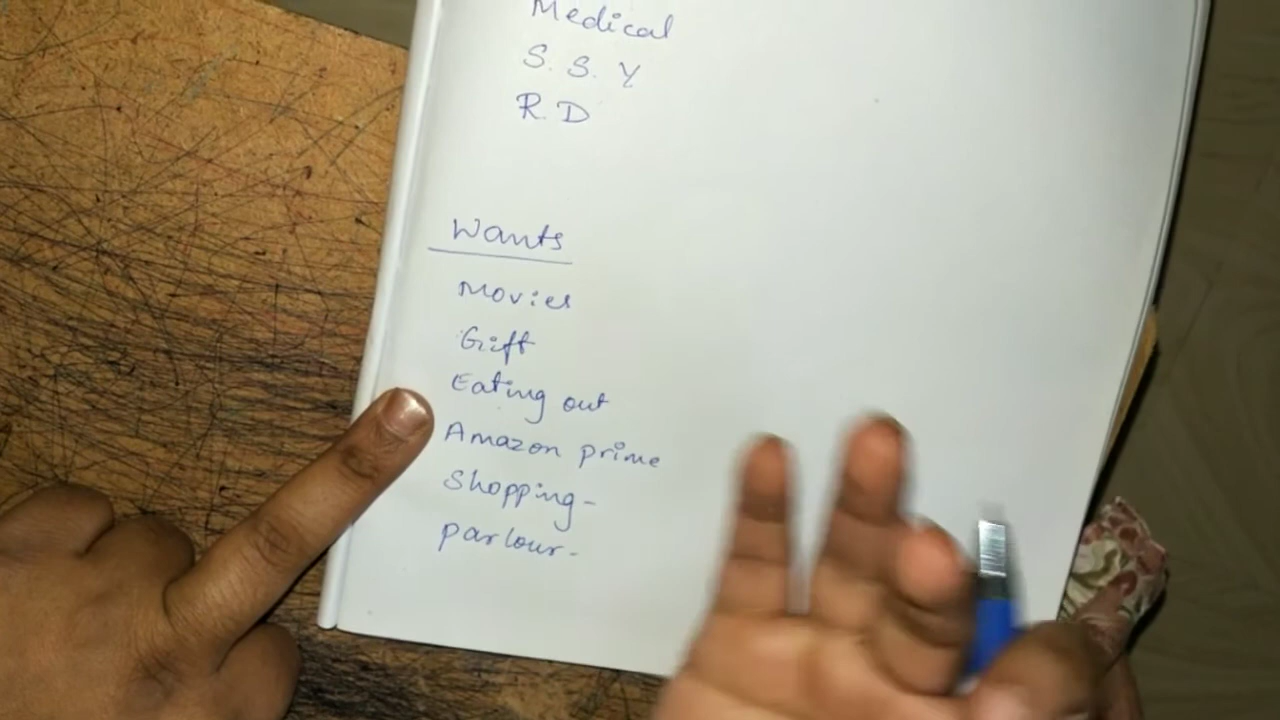 Medical
S. S. Y
R. D
Wants
Movies
Gift
Eating out
Amazon prime
Shopping-
parlour-